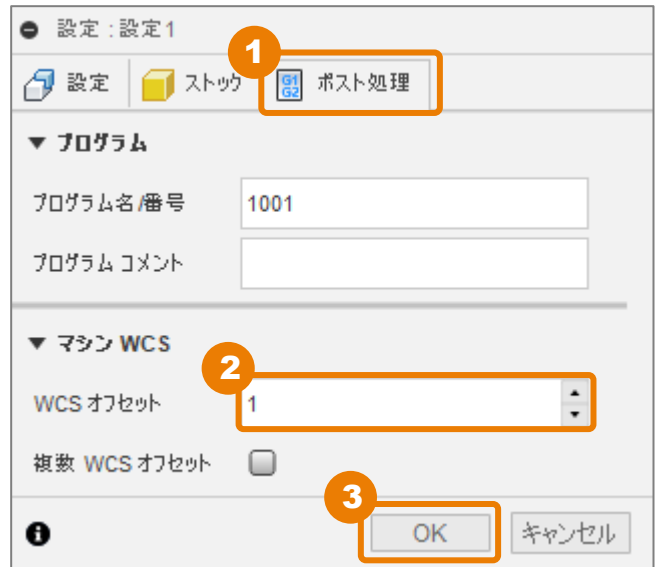 設定 : 設定1
1
設定 ストック G1 G2 ポスト処理
▼ プログラム
プログラム名/番号 1001
プログラム コメント
▼ マシン WCS
2
WCS オフセット 1
複数 WCS オフセット
3
OK キャンセル